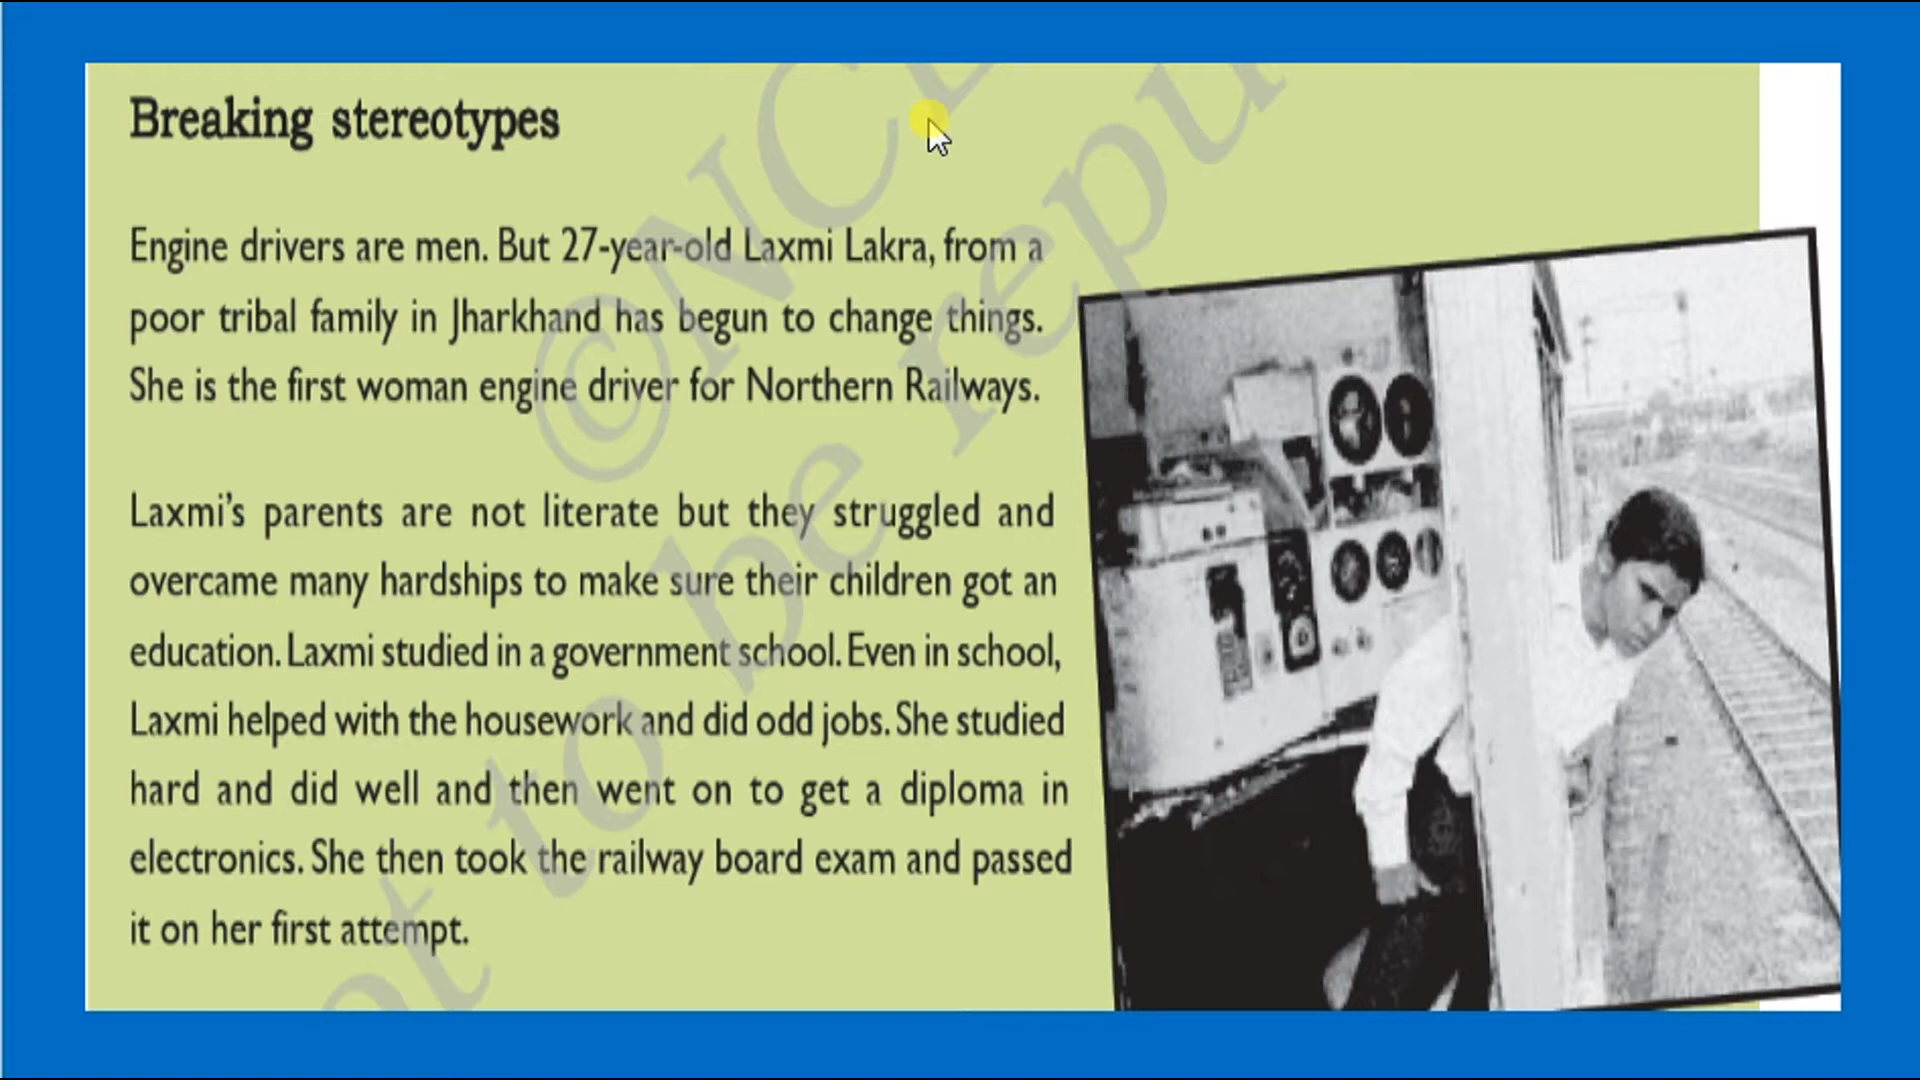 Breaking stereotypes
Engine drivers are men. But 27-year-old Laxmi Lakra, from a
poor tribal family in Jharkhand has begun to change things.
She is the first woman engine driver for Northern Railways.
Laxmi's parents are not literate but they struggled and
overcame many hardships to make sure their children got an
education. Laxmi studied in a government school. Even in school,
Laxmi helped with the housework and did odd jobs. She studied
hard and did well and then went on to get a diploma in
electronics. She then took the railway board exam and passed
it on her first attempt.
©NCE
to be repu